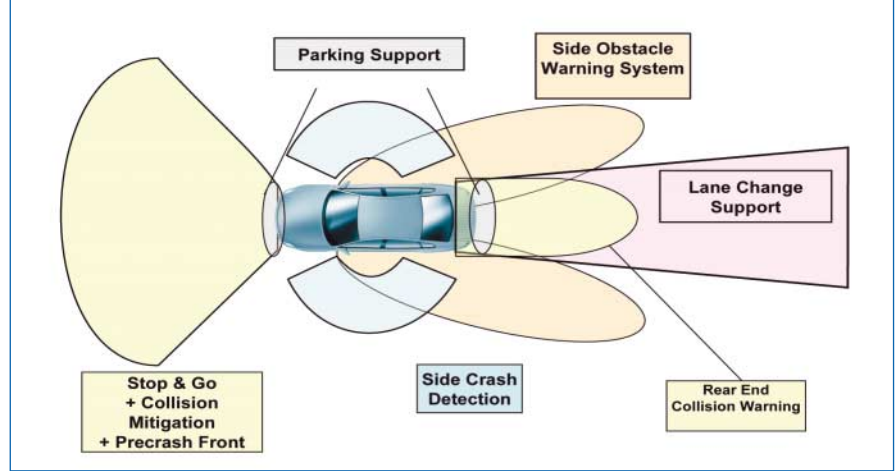 Parking Support
Side Obstacle
Warning System
Lane Change
Support
Stop & Go
+ Collision
Mitigation
+ Precrash Front
Side Crash
Detection
Rear End
Collision Warning